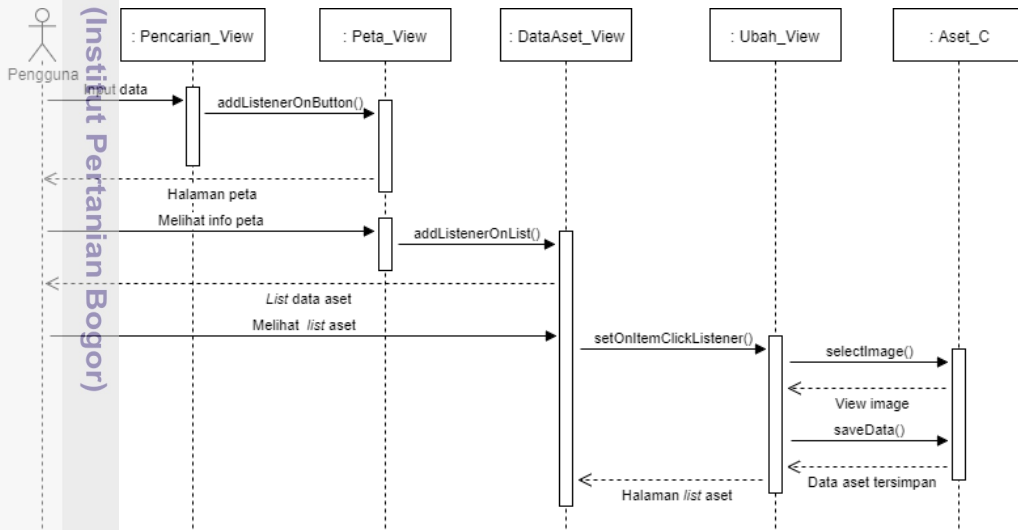 (Institut Pertanian Bogor)
: Pencarian_View
: Peta_View
: DataAset_View
: Ubah_View
: Aset_C
Pengguna
Input data
addListenerOnButton()
Halaman peta
Melihat info peta
addListenerOnList()
List data aset
Melihat list aset
setOnItemClickListener()
selectImage()
View image
saveData()
Data aset tersimpan
Halaman list aset